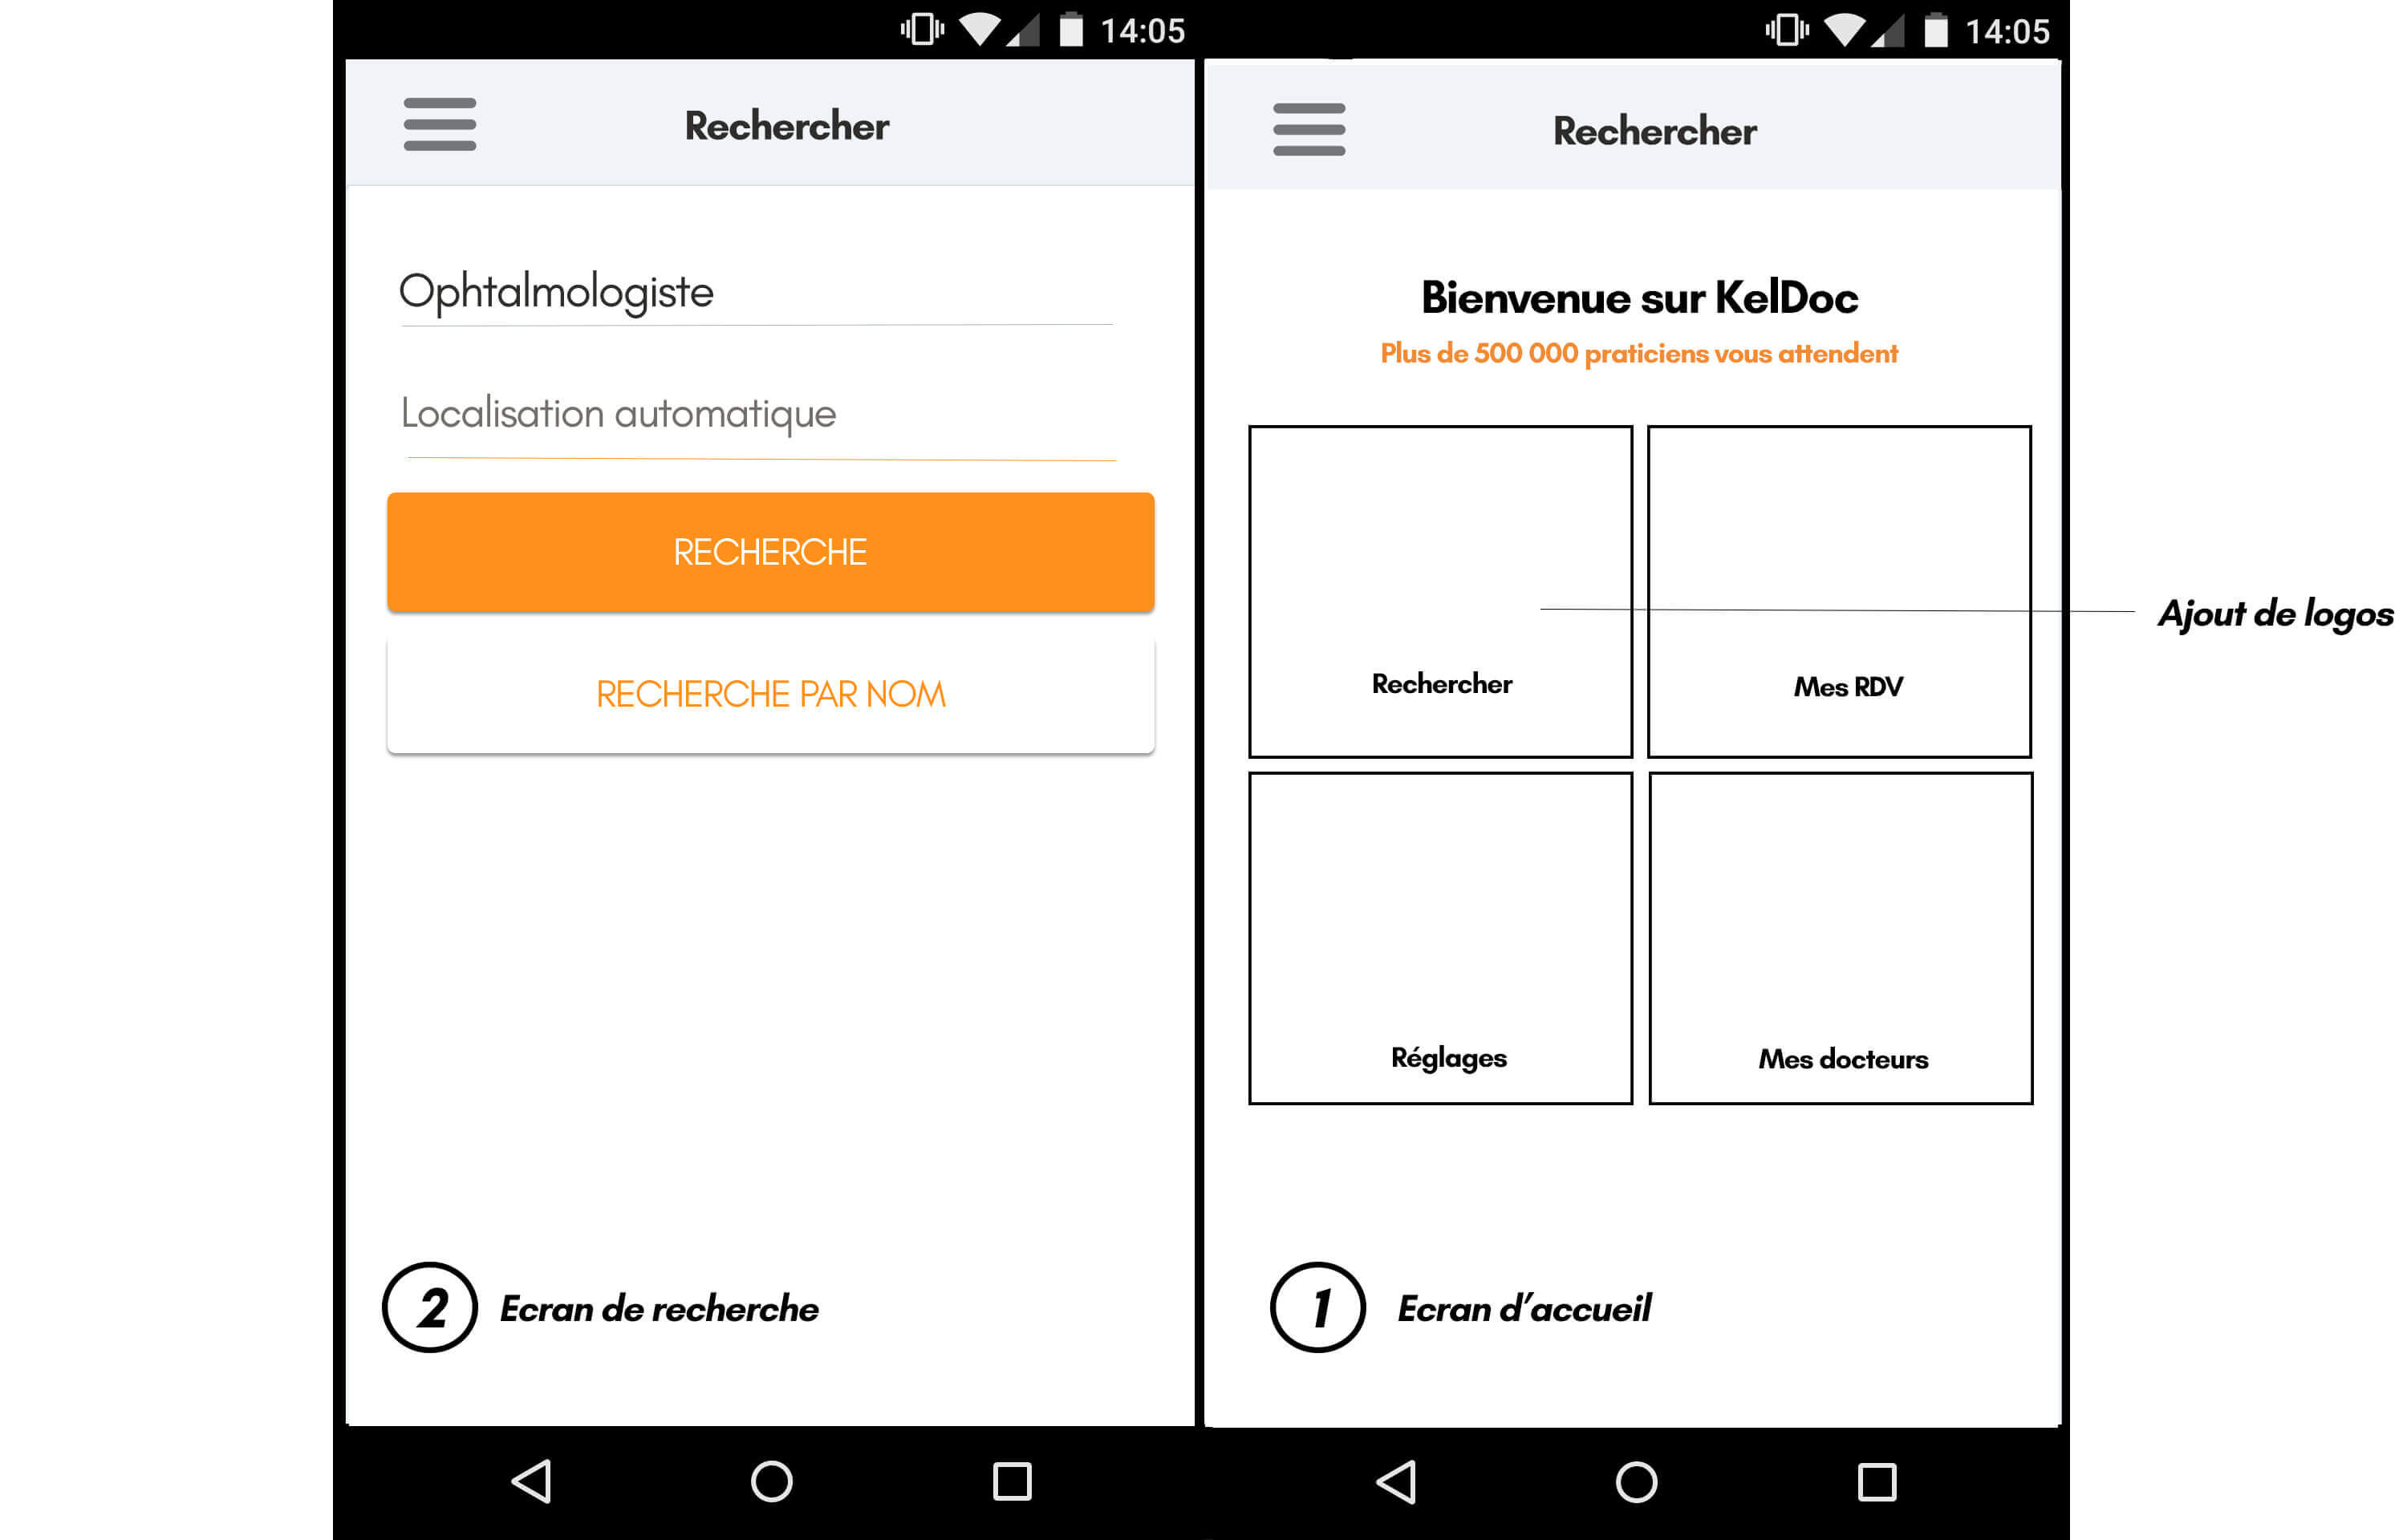 14:05
Rechercher
Ophtalmologiste
Localisation automatique
RECHERCHE
RECHERCHE PAR NOM
2 Ecran de recherche
14:05
Rechercher
Bienvenue sur KelDoc
Plus de 500 000 praticiens vous attendent
Rechercher
Mes RDV
Ajout de logos
Réglages
Mes docteurs
1 Ecran d’accueil